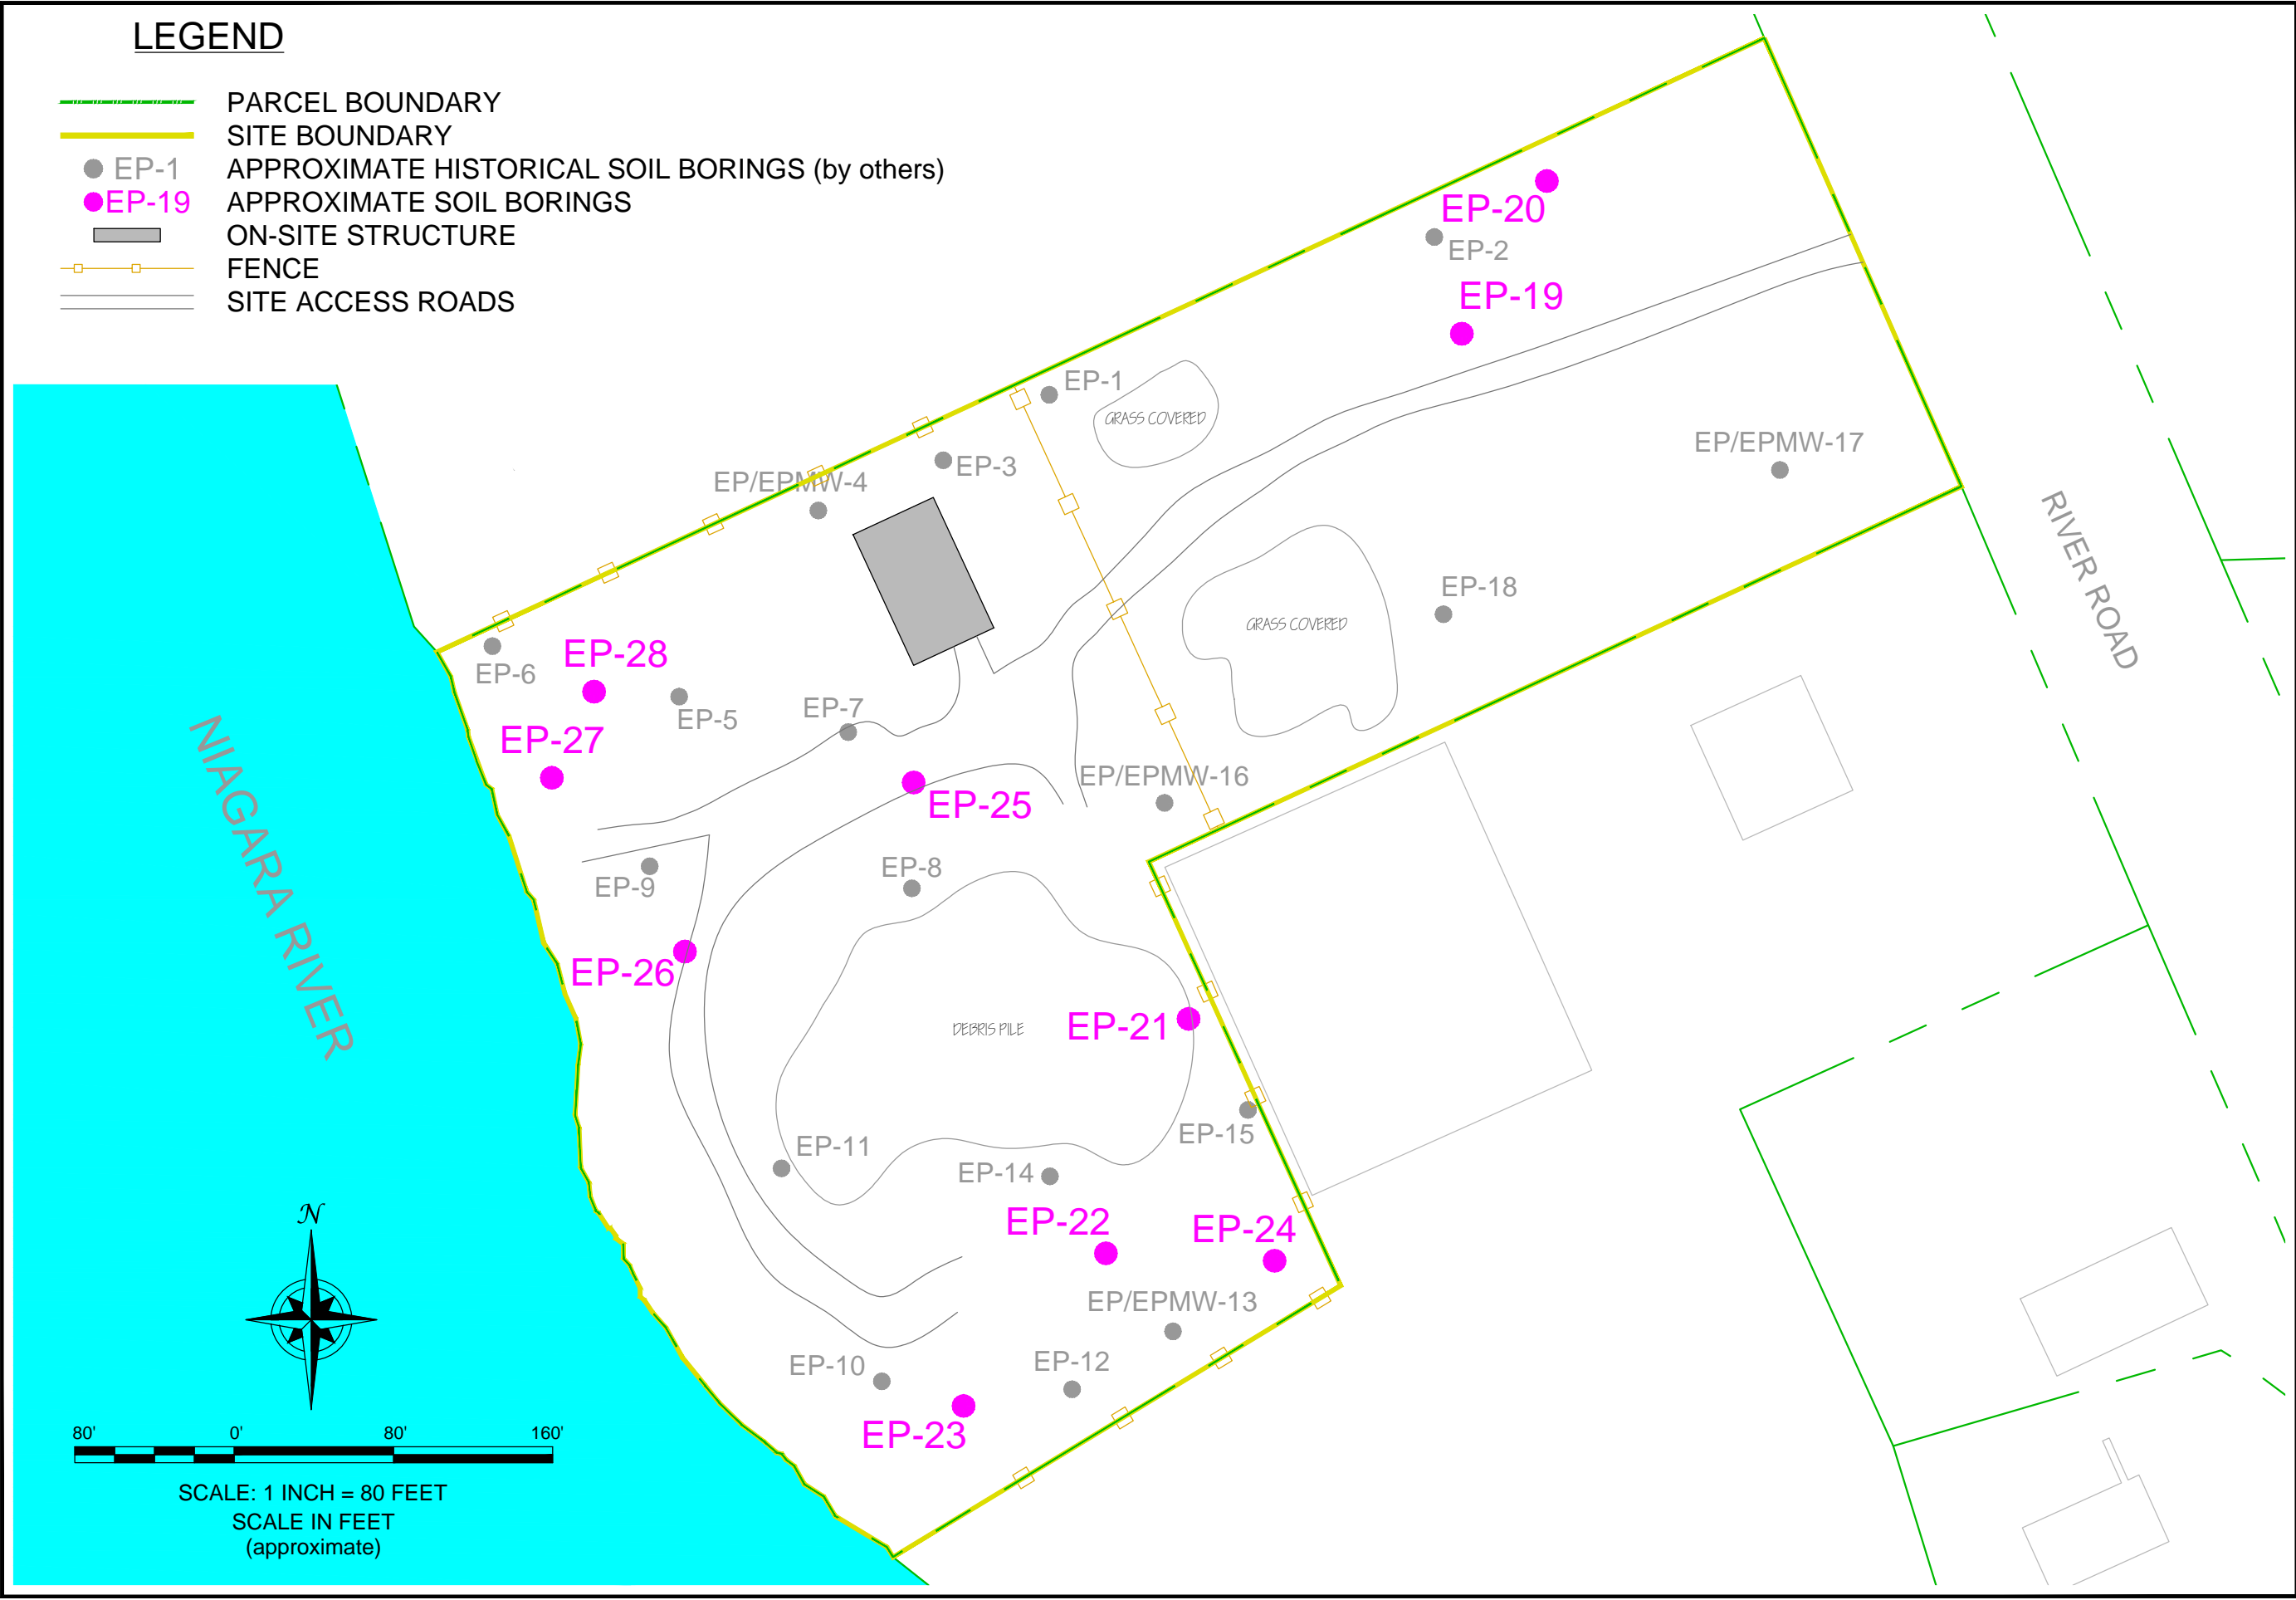 LEGEND
PARCEL BOUNDARY
SITE BOUNDARY
EP-1 APPROXIMATE HISTORICAL SOIL BORINGS (by others)
EP-19 APPROXIMATE SOIL BORINGS
ON-SITE STRUCTURE
FENCE
SITE ACCESS ROADS
EP-20
EP-2
EP-19
EP-1
GRASS COVERED
EP/EPMW-17
EP-3
EP/EPMW-4
RIVER ROAD
EP-18
GRASS COVERED
EP-28
EP-6
EP-5
EP-7
EP-27
EP/EPMW-16
EP-25
NIAGARA RIVER
EP-8
EP-9
EP-26
EP-21
DEBRIS PILE
EP-15
EP-11
EP-14
EP-22
EP-24
N
EP/EPMW-13
EP-10
EP-12
EP-23
80' 0' 80' 160'
SCALE: 1 INCH = 80 FEET
SCALE IN FEET
(approximate)